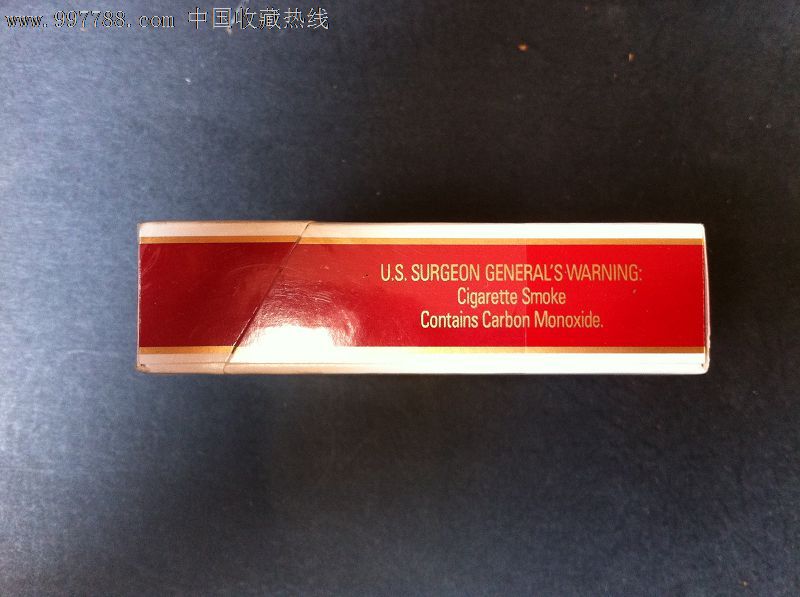 www.997788.com 中国收藏热线
U.S. SURGEON GENERAL'S WARNING:
Cigarette Smoke
Contains Carbon Monoxide.